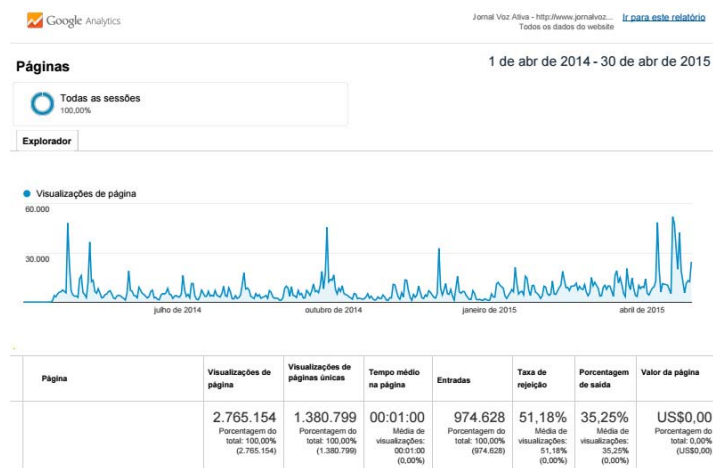 Google Analytics
Jornal Voz Ativa - http://www.jornalvoz...
Todos os dados do website
Ir para este relatório
Páginas
1 de abr de 2014 - 30 de abr de 2015
Todas as sessões
100,00%
Explorador
Visualizações de página
60.000
30.000
julho de 2014 outubro de 2014 janeiro de 2015 abril de 2015
Página
Visualizações de
página
Visualizações de
páginas únicas
Tempo médio
na página
Entradas
Taxa de
rejeição
Porcentagem
de saída
Valor da página
2.765.154
Porcentagem do
total: 100,00%
(2.765.154)
1.380.799
Porcentagem do
total: 100,00%
(1.380.799)
00:01:00
Média de
visualizações:
00:01:00
(0,00%)
974.628
Porcentagem do
total: 100,00%
(974.628)
51,18%
Média de
visualizações:
51,18%
(0,00%)
35,25%
Média de
visualizações:
35,25%
(0,00%)
US$0,00
Porcentagem do
total: 0,00%
(US$0,00)